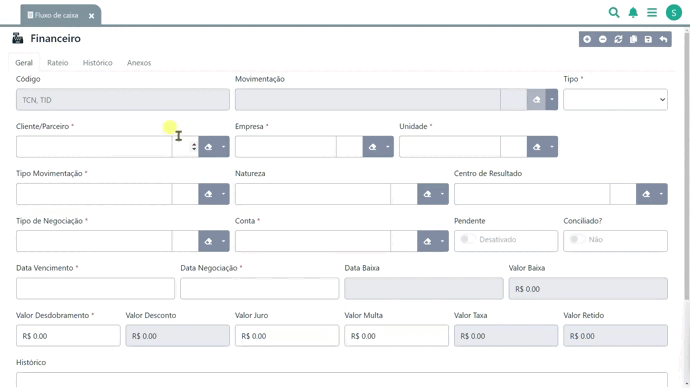 Fluxo de caixa
S
Financeiro
Geral Rateio Histórico Anexos
Código Movimentação Tipo *
TCN, TID
Cliente/Parceiro * Empresa * Unidade *
Tipo Movimentação * Natureza Centro de Resultado
Tipo de Negociação * Conta * Pendente Conciliado?
Desativado Não
Data Vencimento * Data Negociação * Data Baixa Valor Baixa
R$ 0.00
Valor Desdobramento * Valor Desconto Valor Juro Valor Multa Valor Taxa Valor Retido
R$ 0.00 R$ 0.00 R$ 0.00 R$ 0.00 R$ 0.00 R$ 0.00
Histórico